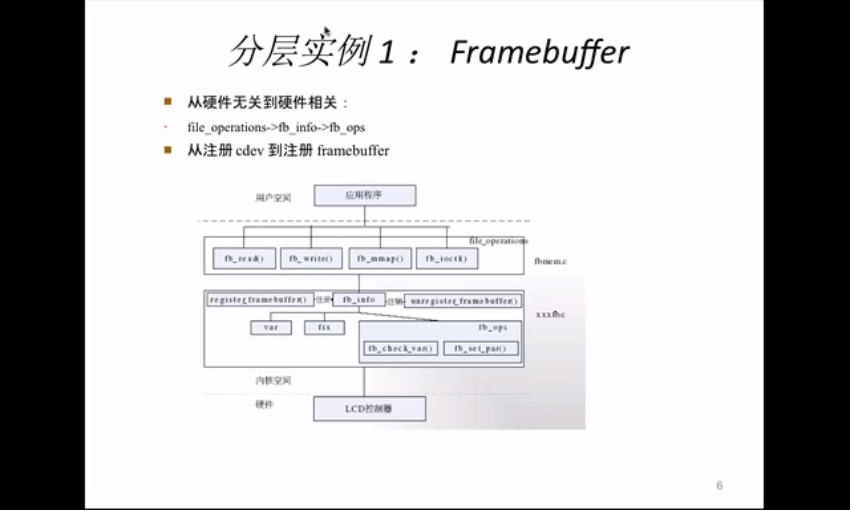 分层实例 1 : Framebuffer
从硬件无关到硬件相关：
file_operations->fb_info->fb_ops
从注册 cdev 到注册 framebuffer
用户空间
应用程序
file_operations
fb_read()
fb_write()
fb_mmap()
fb_ioctl()
fbmem.c
register_framebuffer()
注册
fb_info
注销
unregister_framebuffer()
xxxfb.c
var
fix
fb_ops
fb_check_var()
fb_set_par()
内核空间
硬件
LCD控制器
6